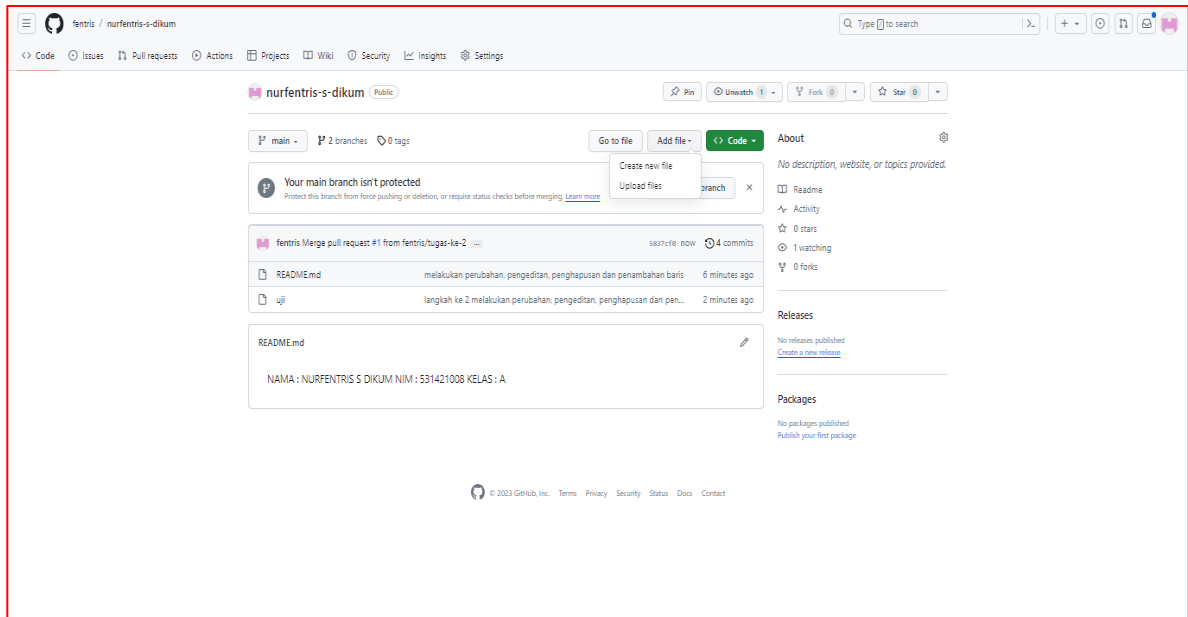 fentris / nurfentris-s-dikum
Type / to search
Code Issues Pull requests Actions Projects Wiki Security Insights Settings
nurfentris-s-dikum Public
Pin Unwatch 1 Fork 0 Star 0
main 2 branches 0 tags
Go to file Add file Code
Create new file
Upload files
Your main branch isn't protected
Protect this branch from force pushing or deletion, or require status checks before merging. Learn more
branch
fentris Merge pull request #1 from fentris/tugas-ke-2 ...
5837cf0 now 4 commits
README.md melakukan perubahan, pengeditan, penghapusan dan penambahan baris 6 minutes ago
uji langkah ke 2 melakukan perubahan, pengeditan, penghapusan dan pen... 2 minutes ago
README.md
NAMA : NURFENTRIS S DIKUM NIM : 531421008 KELAS : A
About
No description, website, or topics provided.
Readme
Activity
0 stars
1 watching
0 forks
Releases
No releases published
Create a new release
Packages
No packages published
Publish your first package
© 2023 GitHub, Inc. Terms Privacy Security Status Docs Contact